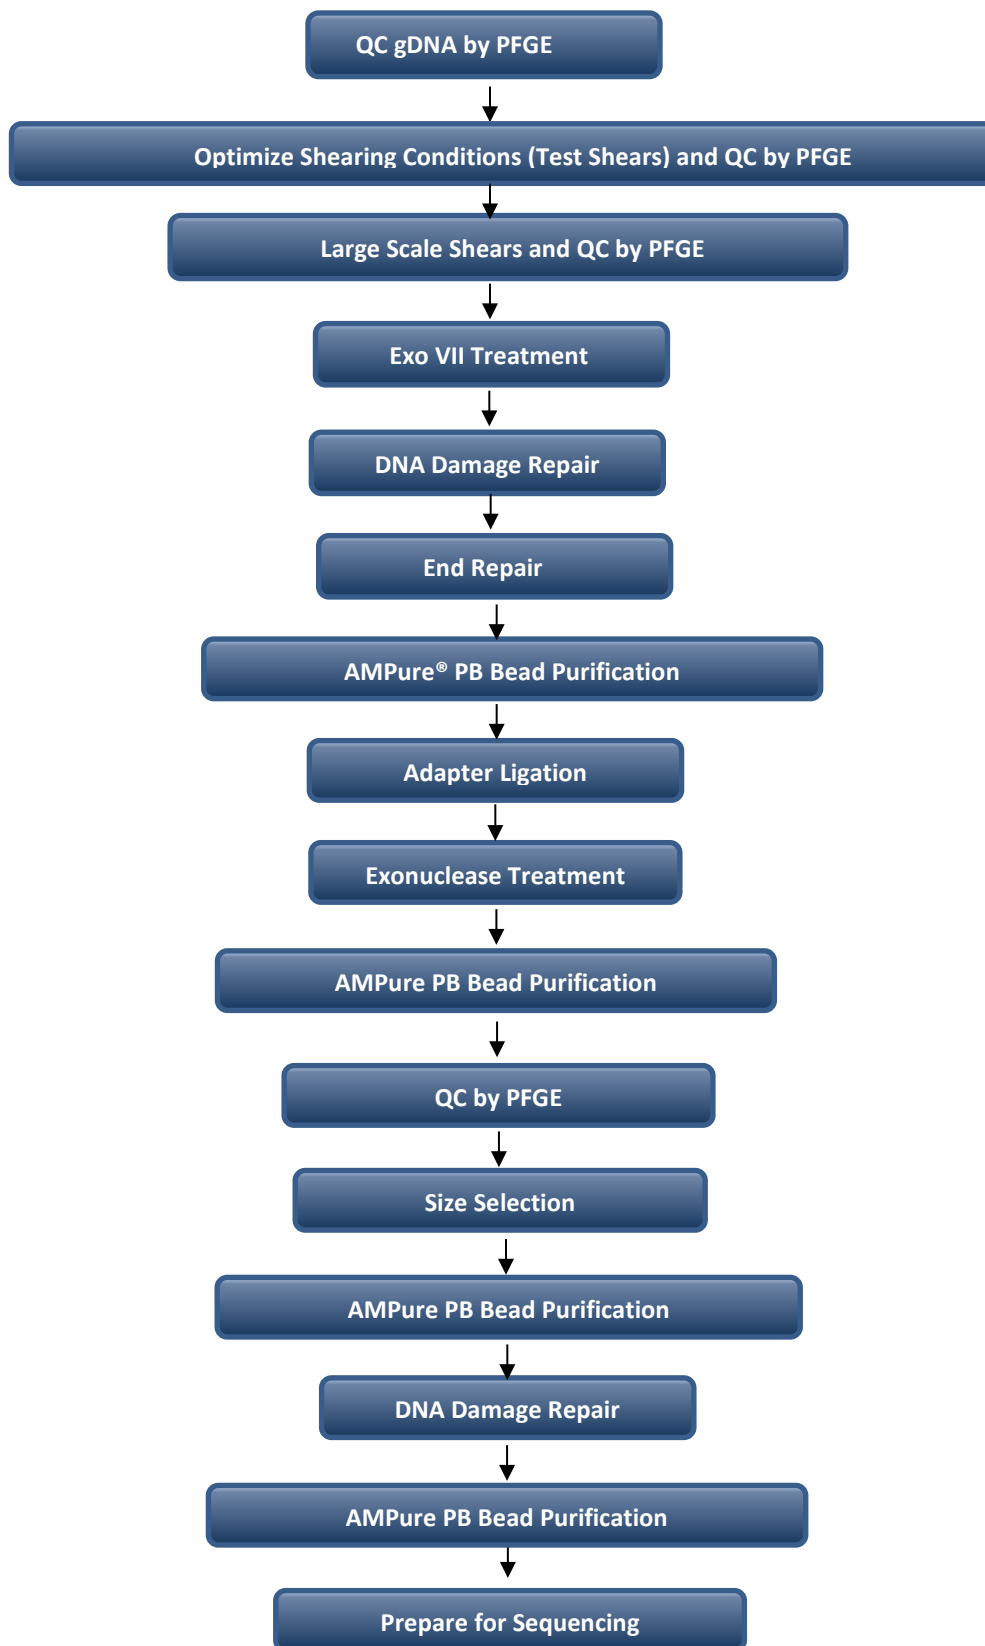 QC gDNA by PFGE
Optimize Shearing Conditions (Test Shears) and QC by PFGE
Large Scale Shears and QC by PFGE
Exo VII Treatment
DNA Damage Repair
End Repair
AMPure® PB Bead Purification
Adapter Ligation
Exonuclease Treatment
AMPure PB Bead Purification
QC by PFGE
Size Selection
AMPure PB Bead Purification
DNA Damage Repair
AMPure PB Bead Purification
Prepare for Sequencing